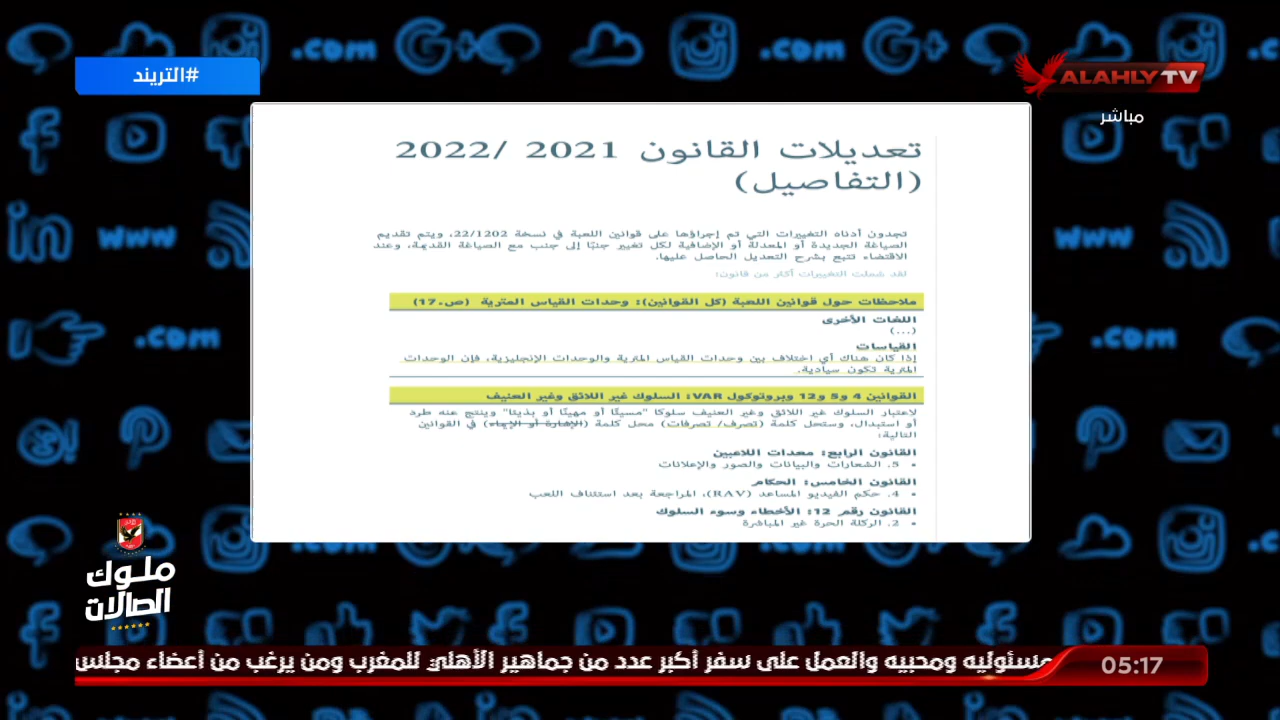 #التريند
ALAHLY TV
مباشر
تعديلات القانون 2021 /2022
(التفاصيل)
تجدون أدناه التغييرات التي تم إجراؤها على قوانين اللعبة في نسخة 22/1202، ويتم تقديم
الصياغة الجديدة أو المعدلة أو الإضافية لكل تغيير جنبًا إلى جنب مع الصياغة القديمة، وعند
الاقتضاء تتبع بشرح التعديل الحاصل عليها.
لقد شملت التغييرات أكثر من قانون:
ملاحظات حول قوانين اللعبة (كل القوانين): وحدات القياس المترية (ص.17)
اللغات الأخرى
(...)
القياسات
إذا كان هناك أي اختلاف بين وحدات القياس المترية والوحدات الإنجليزية، فإن الوحدات
المترية تكون سيادية.
القوانين 4 و5 و12 وبروتوكول VAR: السلوك غير اللائق وغير العنيف
لاعتبار السلوك غير اللائق وغير العنيف سلوكا "مسيئًا أو مهينًا أو بذيئا" وينتج عنه طرد
أو استبدال، وستحل كلمة (تصرف/ تصرفات) محل كلمة (الإشارة أو الإيماء) في القوانين
التالية:
القانون الرابع: معدات اللاعبين
• 5. الشعارات والبيانات والصور والإعلانات
القانون الخامس: الحكام
• 4. حكم الفيديو المساعد (RAV)، المراجعة بعد استئناف اللعب
القانون رقم 12: الأخطاء وسوء السلوك
• 2. الركلة الحرة غير المباشرة
ملوك
الصالات
مسئوليه ومحبيه والعمل على سفر أكبر عدد من جماهير الأهلي للمغرب ومن يرغب من أعضاء مجلس
05:17